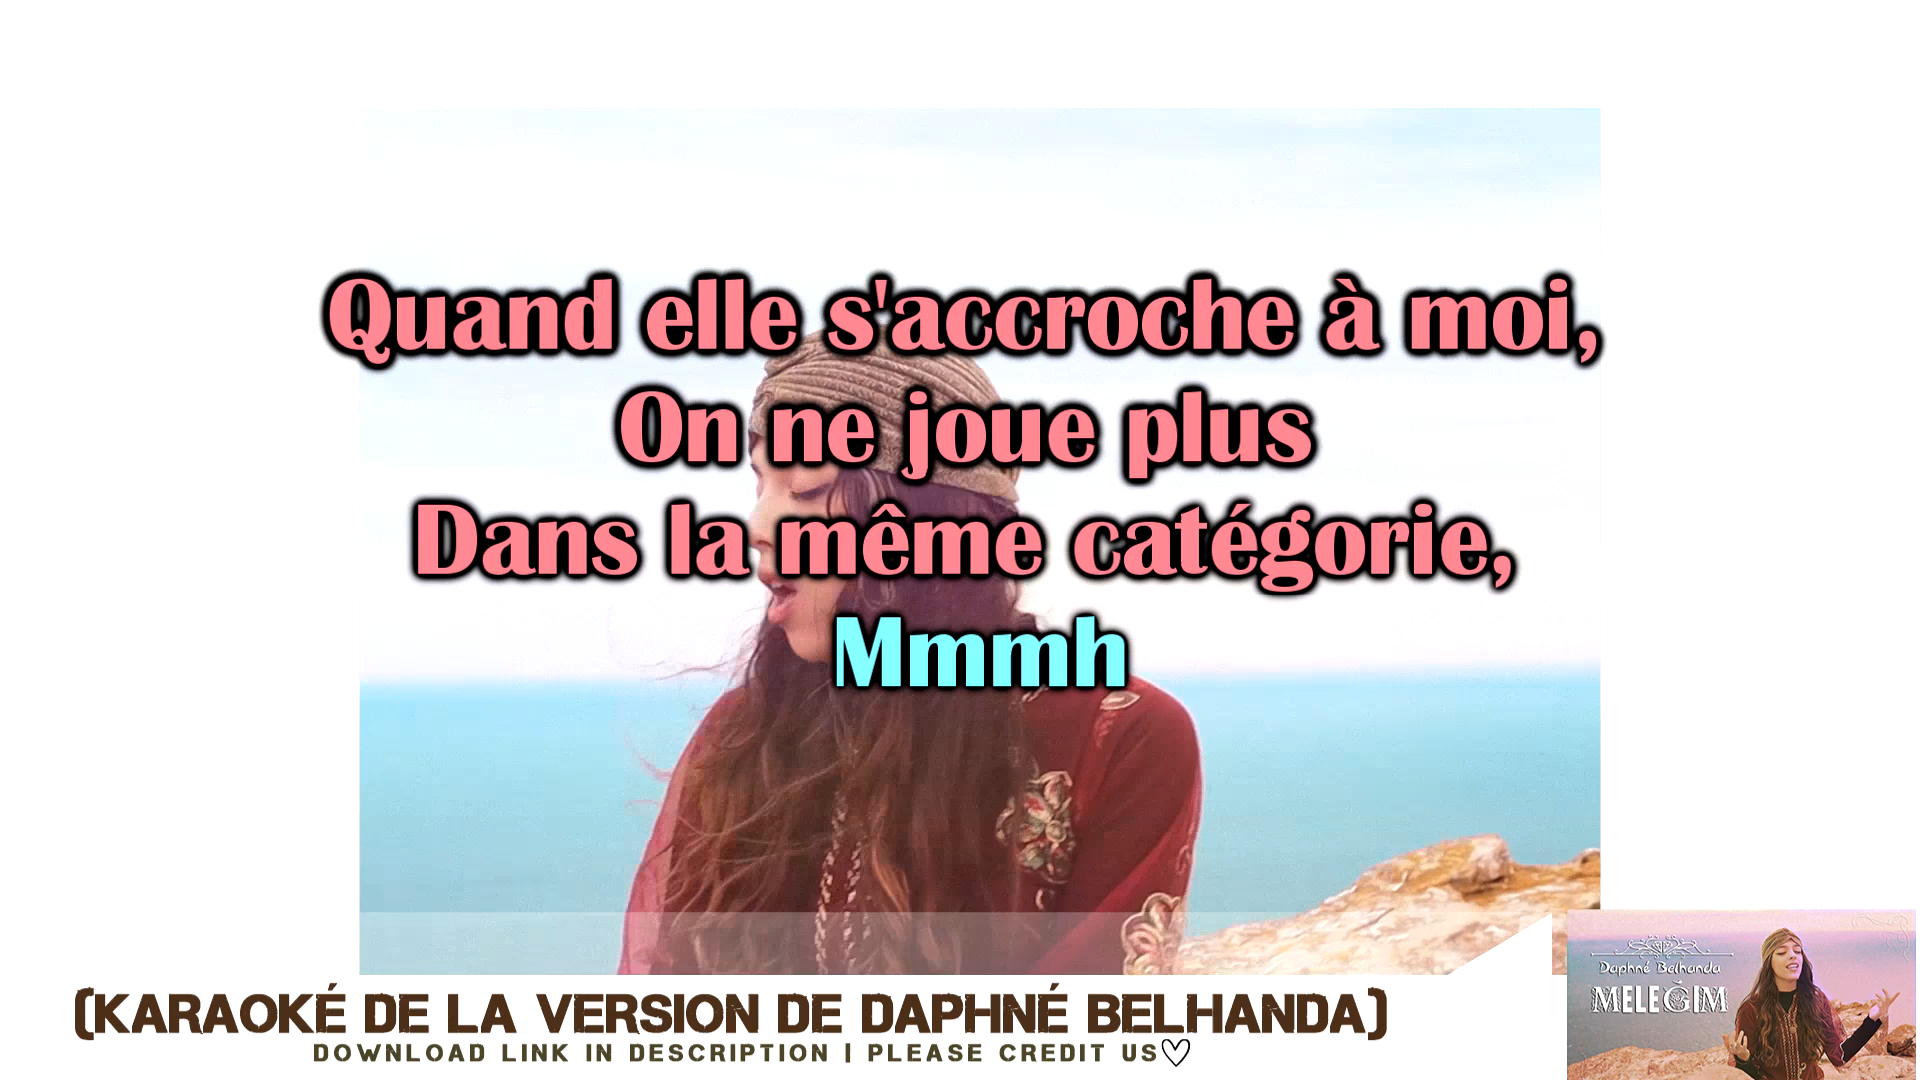 Quand elle s'accroche à moi,
On ne joue plus
Dans la même catégorie,
Mmmh
(KARAOKÉ DE LA VERSION DE DAPHNÉ BELHANDA)
DOWNLOAD LINK IN DESCRIPTION | PLEASE CREDIT US♡
Daphné Belhanda
MELEĞIM